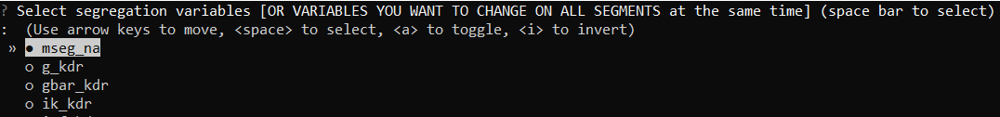 ? Select segregation variables [OR VARIABLES YOU WANT TO CHANGE ON ALL SEGMENTS at the same time] (space bar to select)
:  (Use arrow keys to move, <space> to select, <a> to toggle, <i> to invert)
» ● mseg_na
○ g_kdr
○ gbar_kdr
○ ik_kdr